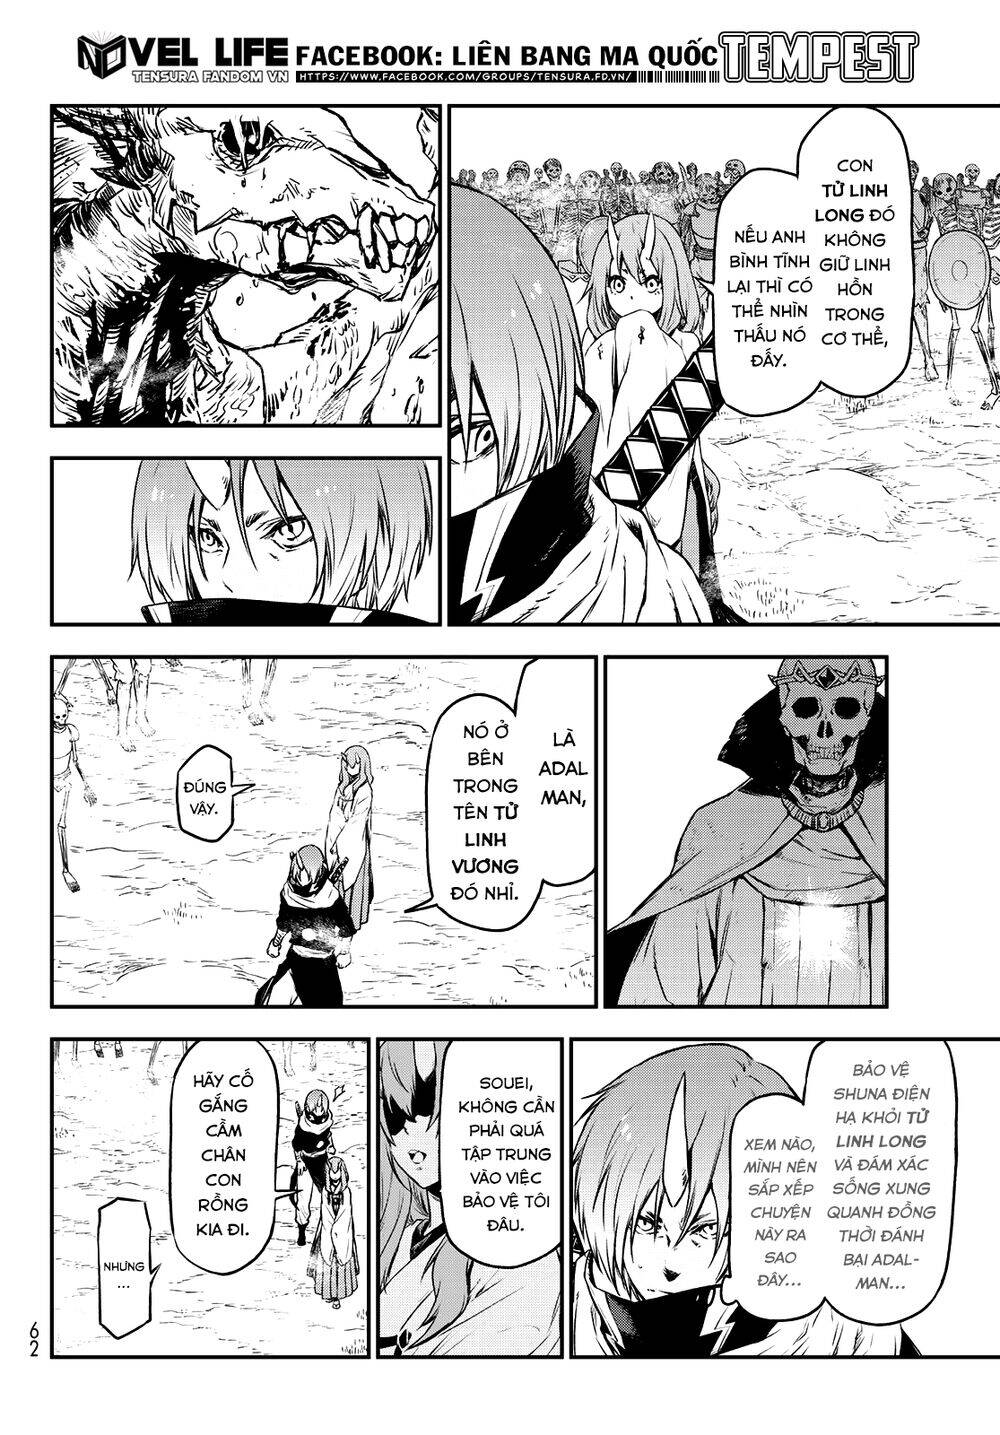 NOVEL LIFE
TENSURA FANDOM VN
FACEBOOK: LIÊN BANG MA QUỐC
HTTPS://WWW.FACEBOOK.COM/GROUPS/TENSURA.FD.VN/
TEMPEST
CON
TỬ LINH
LONG ĐÓ
KHÔNG
GIỮ LINH
HỒN
TRONG
CƠ THỂ,
NẾU ANH
BÌNH TĨNH
LẠI THÌ CÓ
THỂ NHÌN
THẤU NÓ
ĐẤY.
LÀ
ADAL
MAN,
NÓ Ở
BÊN
TRONG
TÊN TỬ
LINH
VƯƠNG
ĐÓ NHỈ.
ĐÚNG
VẬY.
BẢO VỆ
SHUNA ĐIỆN
HẠ KHỎI TỬ
LINH LONG
VÀ ĐÁM XÁC
SỐNG XUNG
QUANH ĐỒNG
THỜI ĐÁNH
BẠI ADAL-
MAN...
XEM NÀO,
MÌNH NÊN
SẮP XẾP
CHUYỆN
NÀY RA
SAO
ĐÂY...
SOUEI,
KHÔNG CẦN
PHẢI QUÁ
TẬP TRUNG
VÀO VIỆC
BẢO VỆ TÔI
ĐÂU.
HÃY CỐ
GẮNG
CẦM
CHÂN
CON
RỒNG
KIA ĐI.
NHƯNG
...
62